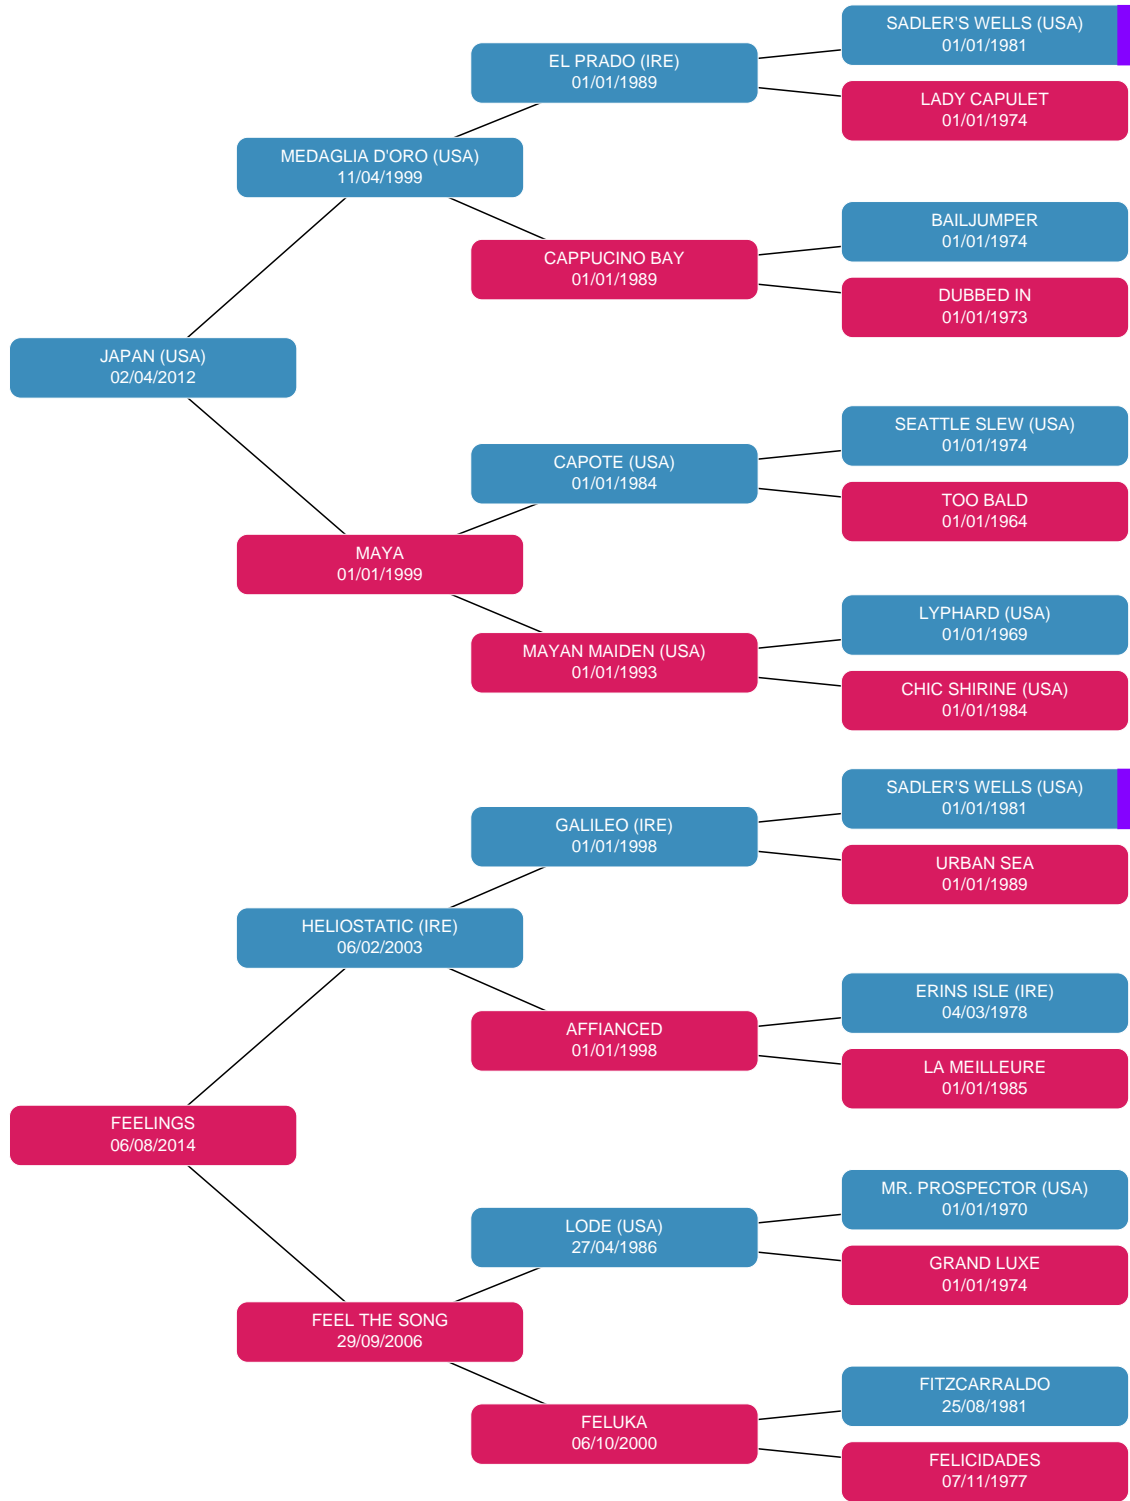 SADLER'S WELLS (USA)
01/01/1981
EL PRADO (IRE)
01/01/1989
LADY CAPULET
01/01/1974
MEDAGLIA D'ORO (USA)
11/04/1999
BAILJUMPER
01/01/1974
CAPPUCINO BAY
01/01/1989
DUBBED IN
01/01/1973
JAPAN (USA)
02/04/2012
SEATTLE SLEW (USA)
01/01/1974
CAPOTE (USA)
01/01/1984
TOO BALD
01/01/1964
MAYA
01/01/1999
LYPHARD (USA)
01/01/1969
MAYAN MAIDEN (USA)
01/01/1993
CHIC SHIRINE (USA)
01/01/1984
SADLER'S WELLS (USA)
01/01/1981
GALILEO (IRE)
01/01/1998
URBAN SEA
01/01/1989
HELIOSTATIC (IRE)
06/02/2003
ERINS ISLE (IRE)
04/03/1978
AFFIANCED
01/01/1998
LA MEILLEURE
01/01/1985
FEELINGS
06/08/2014
MR. PROSPECTOR (USA)
01/01/1970
LODE (USA)
27/04/1986
GRAND LUXE
01/01/1974
FEEL THE SONG
29/09/2006
FITZCARRALDO
25/08/1981
FELUKA
06/10/2000
FELICIDADES
07/11/1977